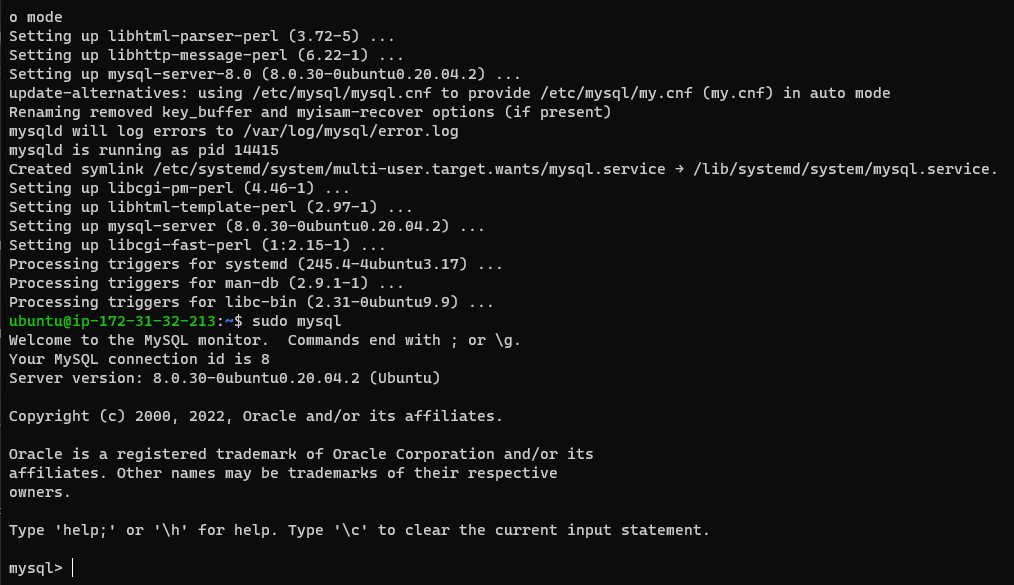 o mode
Setting up libhtml-parser-perl (3.72-5) ...
Setting up libhttp-message-perl (6.22-1) ...
Setting up mysql-server-8.0 (8.0.30-0ubuntu0.20.04.2) ...
update-alternatives: using /etc/mysql/mysql.cnf to provide /etc/mysql/my.cnf (my.cnf) in auto mode
Renaming removed key_buffer and myisam-recover options (if present)
mysqld will log errors to /var/log/mysql/error.log
mysqld is running as pid 14415
Created symlink /etc/systemd/system/multi-user.target.wants/mysql.service → /lib/systemd/system/mysql.service.
Setting up libcgi-pm-perl (4.46-1) ...
Setting up libhtml-template-perl (2.97-1) ...
Setting up mysql-server (8.0.30-0ubuntu0.20.04.2) ...
Setting up libcgi-fast-perl (1:2.15-1) ...
Processing triggers for systemd (245.4-4ubuntu3.17) ...
Processing triggers for man-db (2.9.1-1) ...
Processing triggers for libc-bin (2.31-0ubuntu9.9) ...
ubuntu@ip-172-31-32-213:~$ sudo mysql
Welcome to the MySQL monitor.  Commands end with ; or \g.
Your MySQL connection id is 8
Server version: 8.0.30-0ubuntu0.20.04.2 (Ubuntu)
Copyright (c) 2000, 2022, Oracle and/or its affiliates.
Oracle is a registered trademark of Oracle Corporation and/or its
affiliates. Other names may be trademarks of their respective
owners.
Type 'help;' or '\h' for help. Type '\c' to clear the current input statement.
mysql>